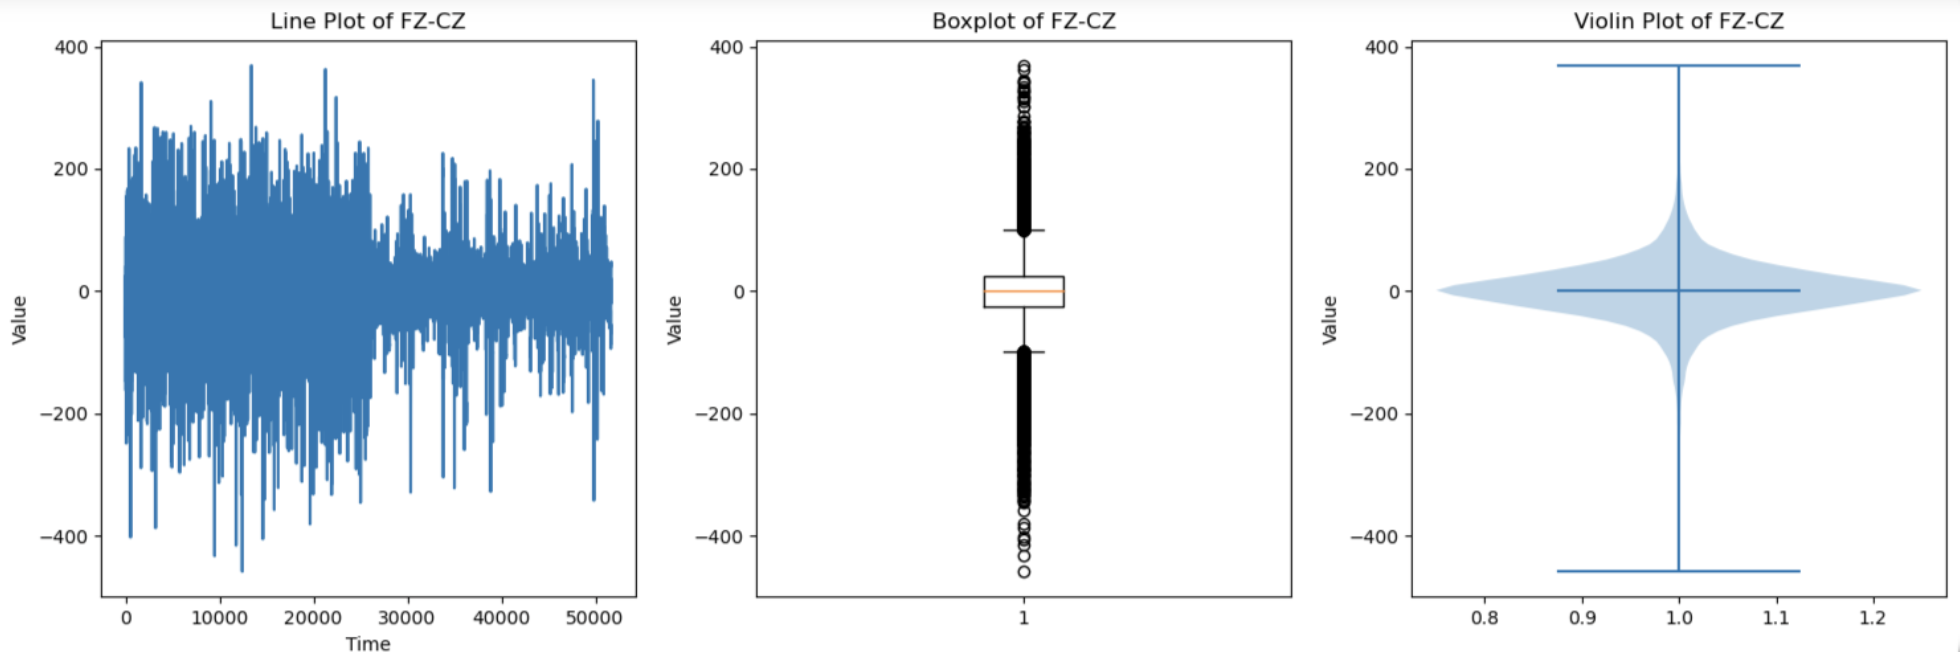 Line Plot of FZ-CZ
400
200
0
−200
−400
Value
0 10000 20000 30000 40000 50000
Time
Boxplot of FZ-CZ
400
200
0
−200
−400
Value
1
Violin Plot of FZ-CZ
400
200
0
−200
−400
Value
0.8 0.9 1.0 1.1 1.2